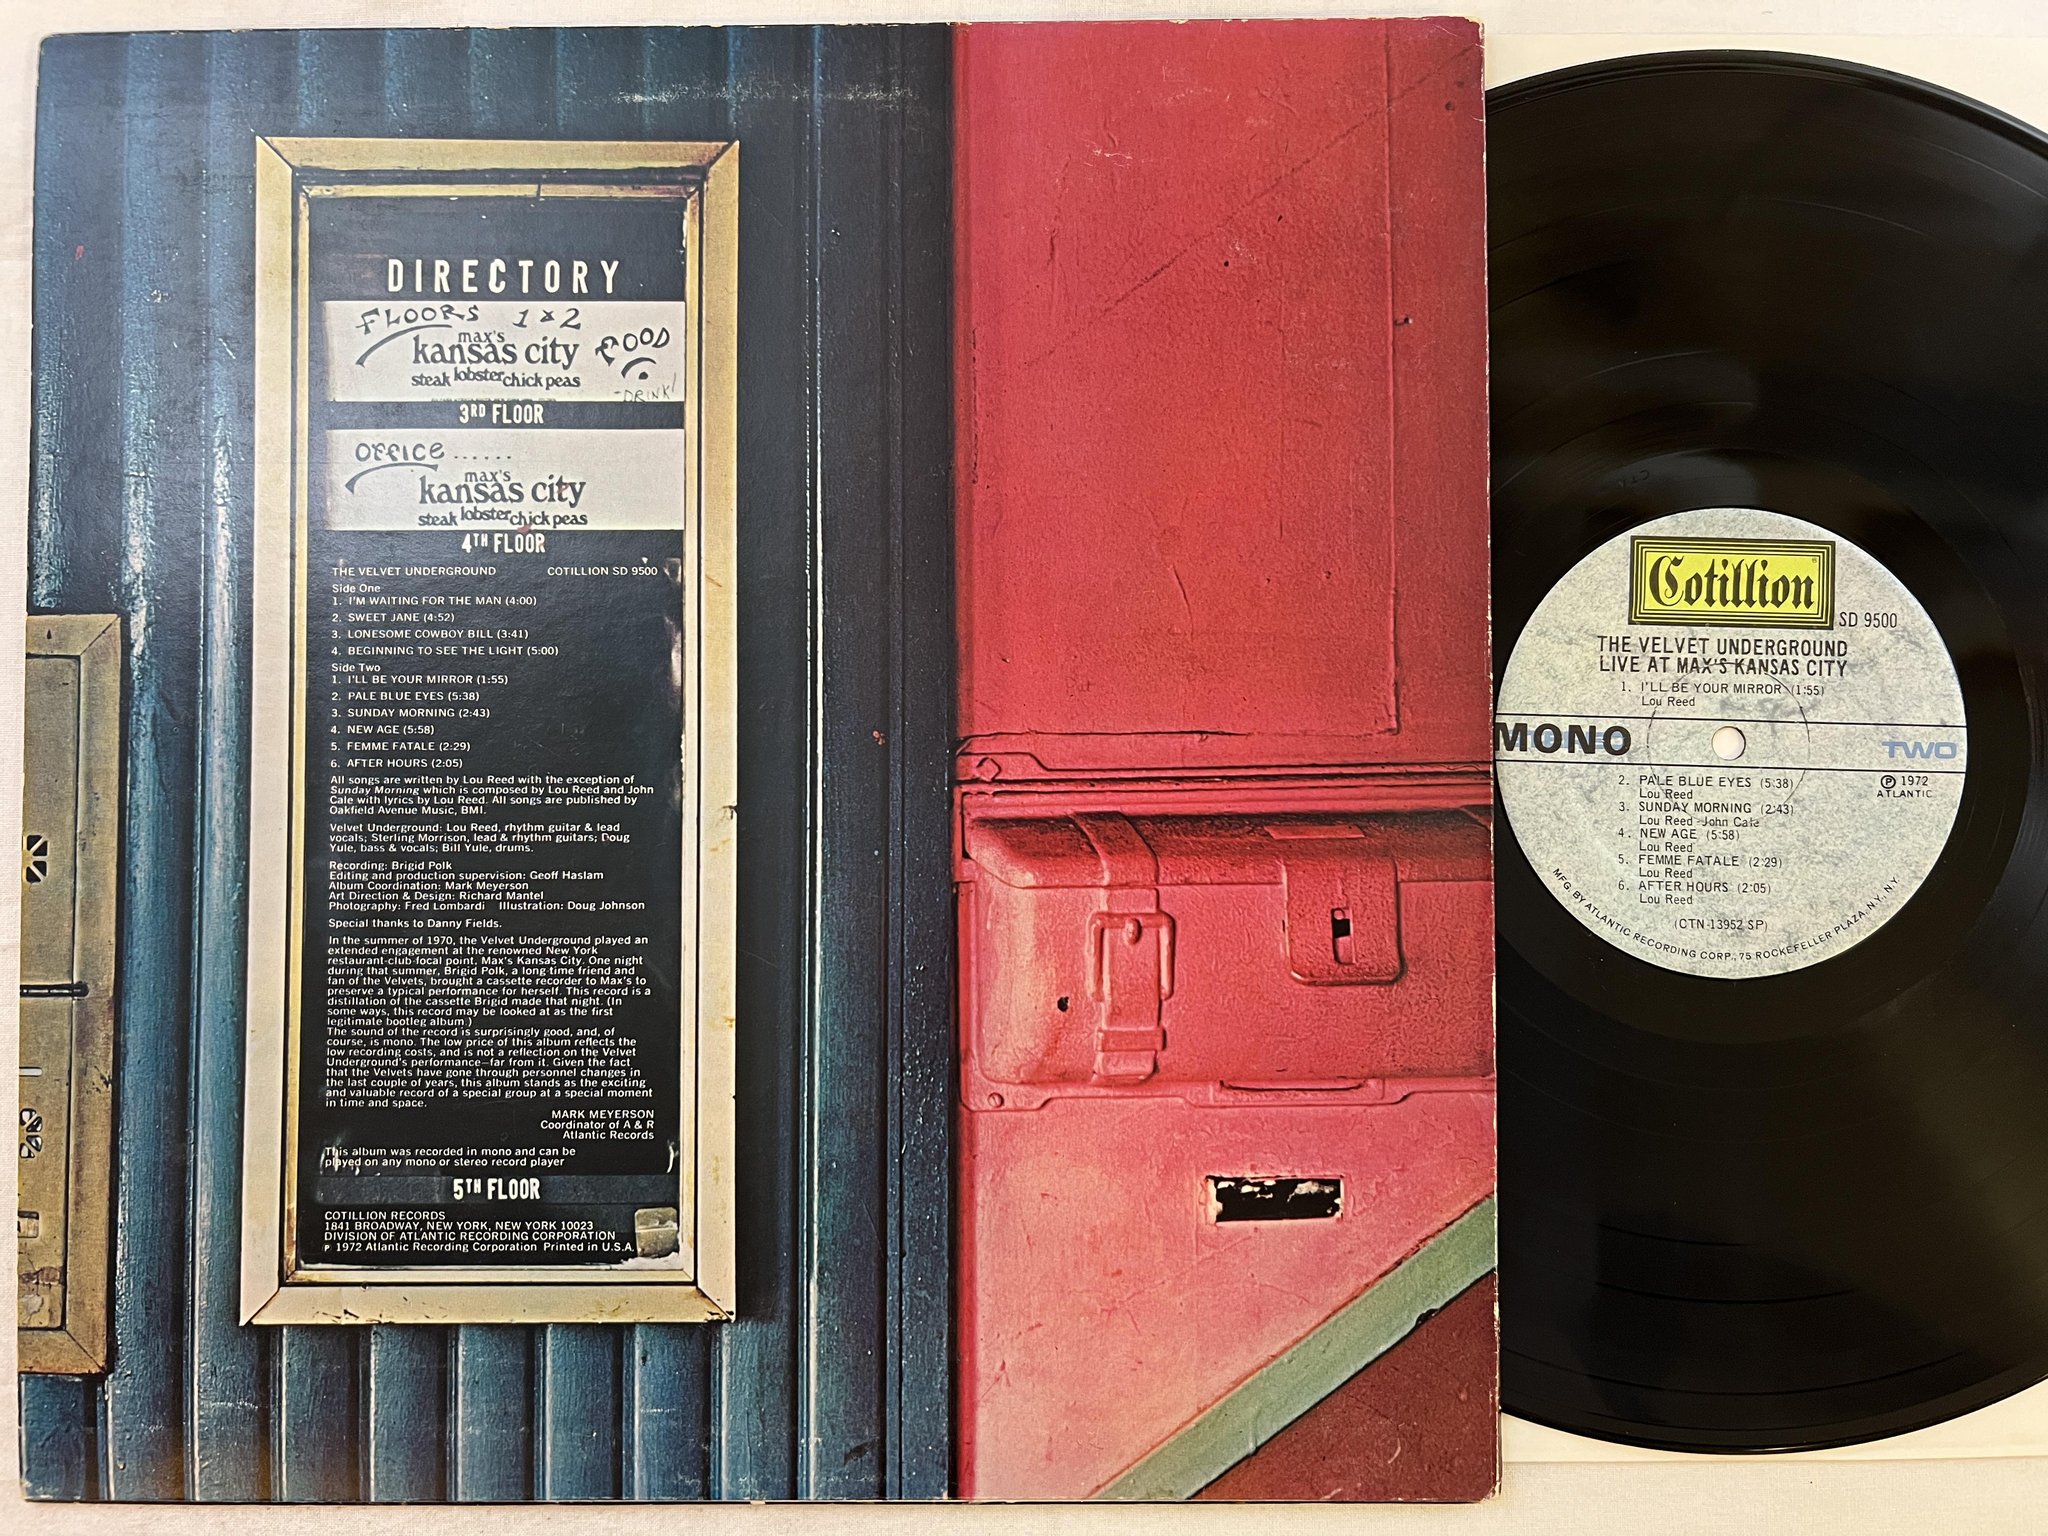 DIRECTORY
FLOORS 1 & 2
max's
kansas city
FOOD
steak lobster chick peas
-DRINK!
3RD FLOOR
OFFICE......
max's
kansas city
steak lobster chick peas
4TH FLOOR
THE VELVET UNDERGROUND COTILLION SD 9500
Side One
1. I'M WAITING FOR THE MAN (4:00)
2. SWEET JANE (4:52)
3. LONESOME COWBOY BILL (3:41)
4. BEGINNING TO SEE THE LIGHT (5:00)
Side Two
1. I'LL BE YOUR MIRROR (1:55)
2. PALE BLUE EYES (5:38)
3. SUNDAY MORNING (2:43)
4. NEW AGE (5:58)
5. FEMME FATALE (2:29)
6. AFTER HOURS (2:05)
All songs are written by Lou Reed with the exception of
Sunday Morning which is composed by Lou Reed and John
Cale with lyrics by Lou Reed. All songs are published by
Oakfield Avenue Music, BMI.
Velvet Underground: Lou Reed, rhythm guitar & lead
vocals; Sterling Morrison, lead & rhythm guitars; Doug
Yule, bass & vocals; Bill Yule, drums.
Recording: Brigid Polk
Editing and production supervision: Geoff Haslam
Album Coordination: Mark Meyerson
Art Direction & Design: Richard Mantel
Photography: Fred Lombardi Illustration: Doug Johnson
Special thanks to Danny Fields.
In the summer of 1970, the Velvet Underground played an
extended engagement at the renowned New York
restaurant-club-focal point, Max's Kansas City. One night
during that summer, Brigid Polk, a long-time friend and
fan of the Velvets, brought a cassette recorder to Max's to
preserve a typical performance for herself. This record is a
distillation of the cassette Brigid made that night. (In
some ways, this record may be looked at as the first
legitimate bootleg album.)
The sound of the record is surprisingly good, and, of
course, is mono. The low price of this album reflects the
low recording costs, and is not a reflection on the Velvet
Underground's performance—far from it. Given the fact
that the Velvets have gone through personnel changes in
the last couple of years, this album stands as the exciting
and valuable record of a special group at a special moment
in time and space.
MARK MEYERSON
Coordinator of A & R
Atlantic Records
This album was recorded in mono and can be
played on any mono or stereo record player
5TH FLOOR
COTILLION RECORDS
1841 BROADWAY, NEW YORK, NEW YORK 10023
DIVISION OF ATLANTIC RECORDING CORPORATION
℗ 1972 Atlantic Recording Corporation Printed in U.S.A.
Cotillion ®
SD 9500
THE VELVET UNDERGROUND
LIVE AT MAX'S KANSAS CITY
1. I'LL BE YOUR MIRROR (1:55)
Lou Reed
MONO TWO
2. PALE BLUE EYES (5:38)
Lou Reed
℗ 1972
ATLANTIC
3. SUNDAY MORNING (2:43)
Lou Reed-John Cale
4. NEW AGE (5:58)
Lou Reed
5. FEMME FATALE (2:29)
Lou Reed
6. AFTER HOURS (2:05)
Lou Reed
(CTN-13952 SP)
MFG. BY ATLANTIC RECORDING CORP., 75 ROCKEFELLER PLAZA, N.Y., N.Y.